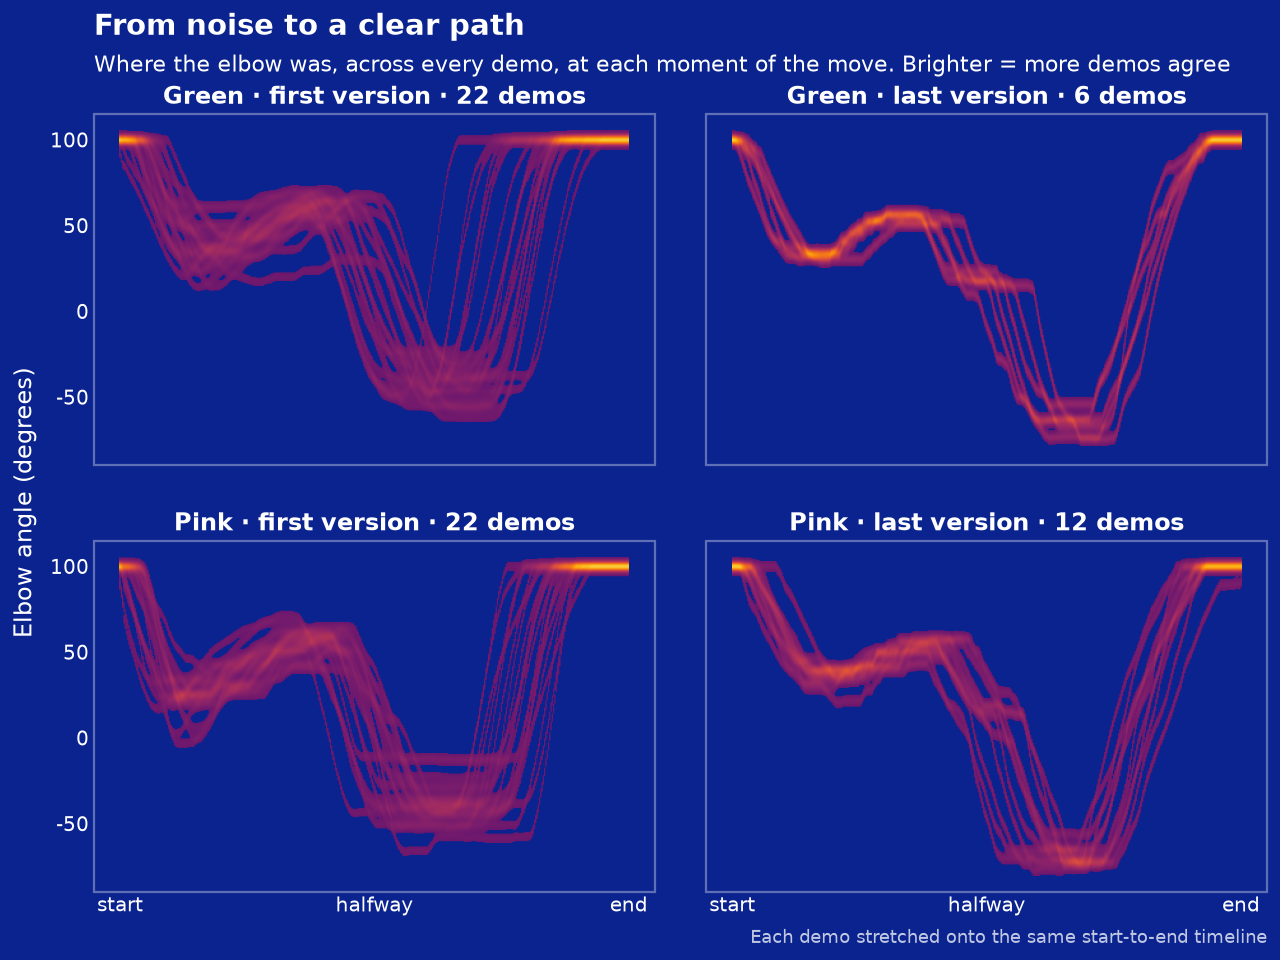 From noise to a clear path
Where the elbow was, across every demo, at each moment of the move. Brighter = more demos agree
Green · first version · 22 demos
Green · last version · 6 demos
100
50
0
-50
Elbow angle (degrees)
Pink · first version · 22 demos
Pink · last version · 12 demos
100
50
0
-50
start
halfway
end
start
halfway
end
Each demo stretched onto the same start-to-end timeline